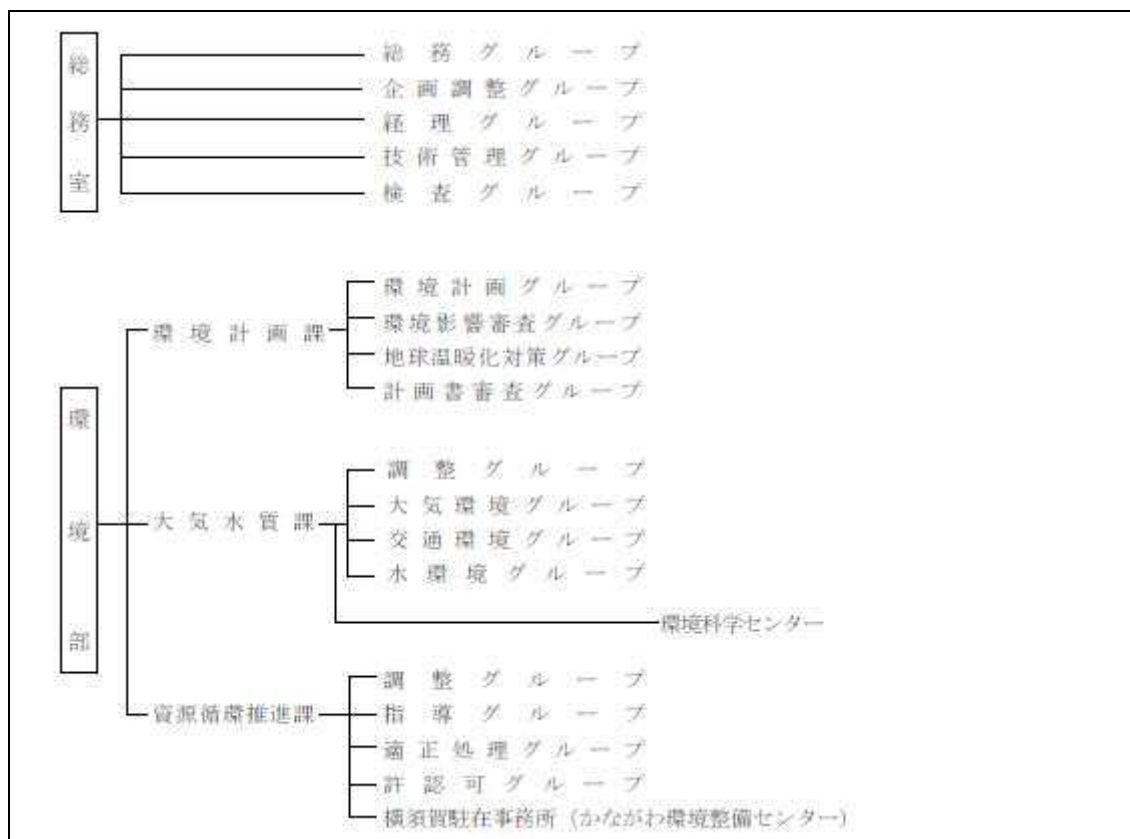 総務室
総務グループ
企画調整グループ
経理グループ
技術管理グループ
検査グループ
環境部
環境計画課
環境計画グループ
環境影響審査グループ
地球温暖化対策グループ
計画書審査グループ
大気水質課
調整グループ
大気環境グループ
交通環境グループ
水環境グループ
環境科学センター
資源循環推進課
調整グループ
指導グループ
適正処理グループ
許認可グループ
横須賀駐在事務所（かながわ環境整備センター）